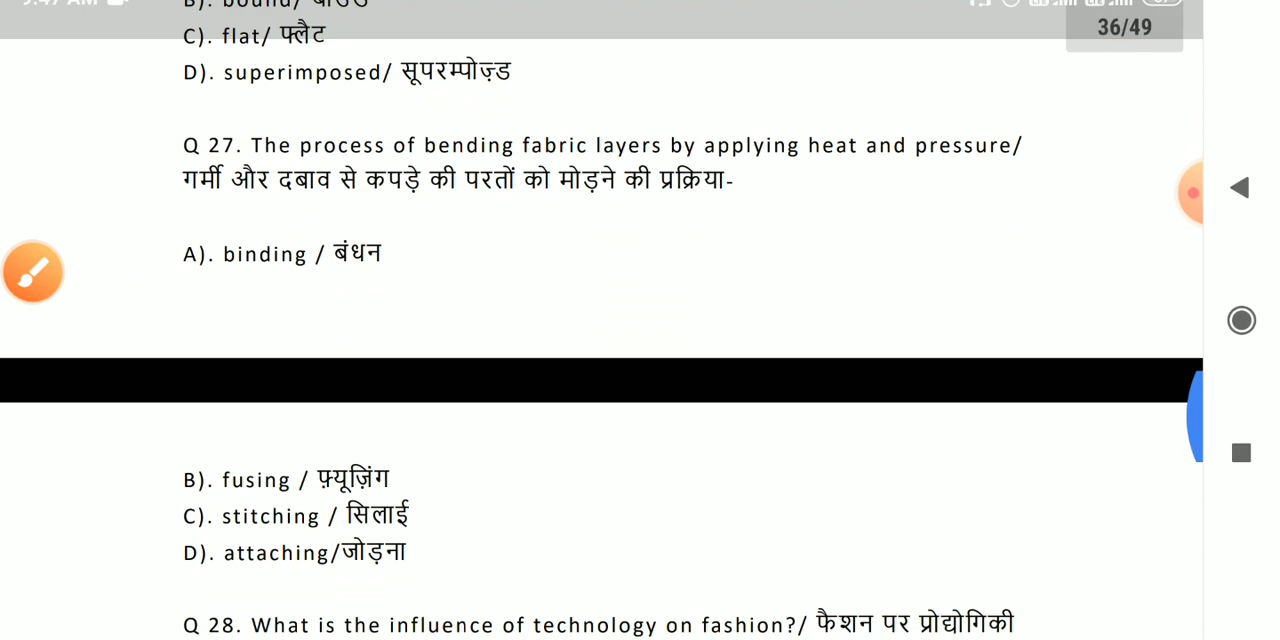 36/49
C). flat/ फ्लैट
D). superimposed/ सूपरम्पोज़्ड
Q 27. The process of bending fabric layers by applying heat and pressure/
गर्मी और दबाव से कपड़े की परतों को मोड़ने की प्रक्रिया-
A). binding / बंधन
B). fusing / फ़्यूज़िंग
C). stitching / सिलाई
D). attaching/जोड़ना
Q 28. What is the influence of technology on fashion?/ फैशन पर प्रोद्योगिकी